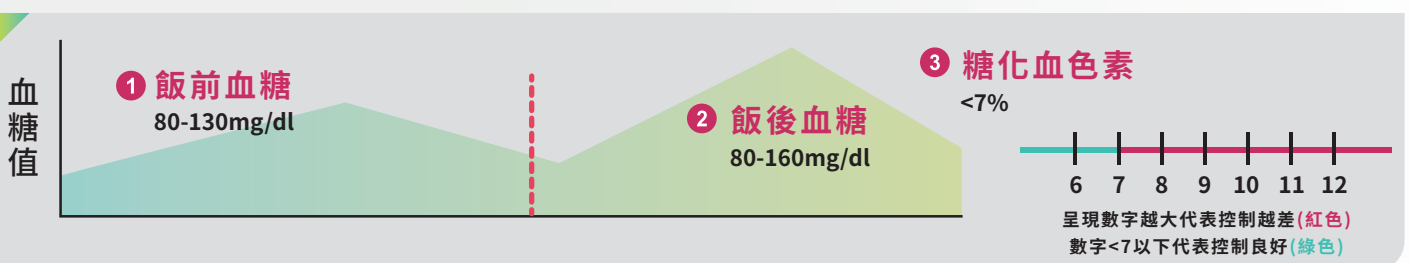 血糖值
1 飯前血糖
80-130mg/dl
2 飯後血糖
80-160mg/dl
3 糖化血色素
<7%
6 7 8 9 10 11 12
呈現數字越大代表控制越差(紅色)
數字<7以下代表控制良好(綠色)